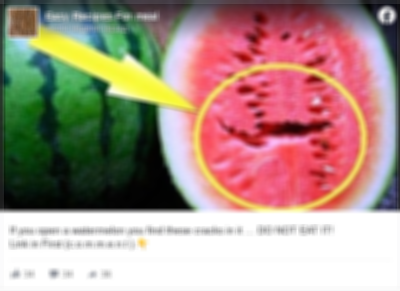 Easy Recipes For meal
If you open a watermelon you find these cracks in it ... DO NOT EAT IT!
Link in First (c.o.m.m.e.n.t) 👇